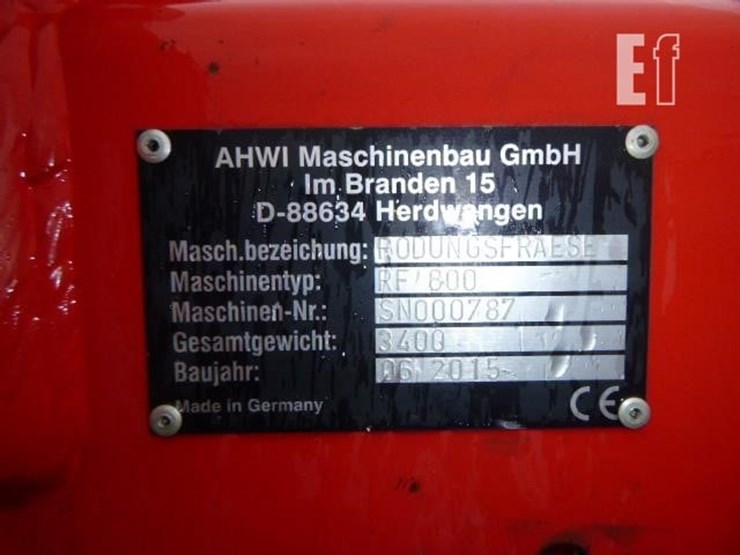 Ef
AHWI Maschinenbau GmbH
Im Branden 15
D-88634 Herdwangen
Masch.bezeichung: RODUNGSFRAESE
Maschinentyp: RF 800
Maschinen-Nr.: SN000787
Gesamtgewicht: 3400
Baujahr: 06 2015
Made in Germany CE